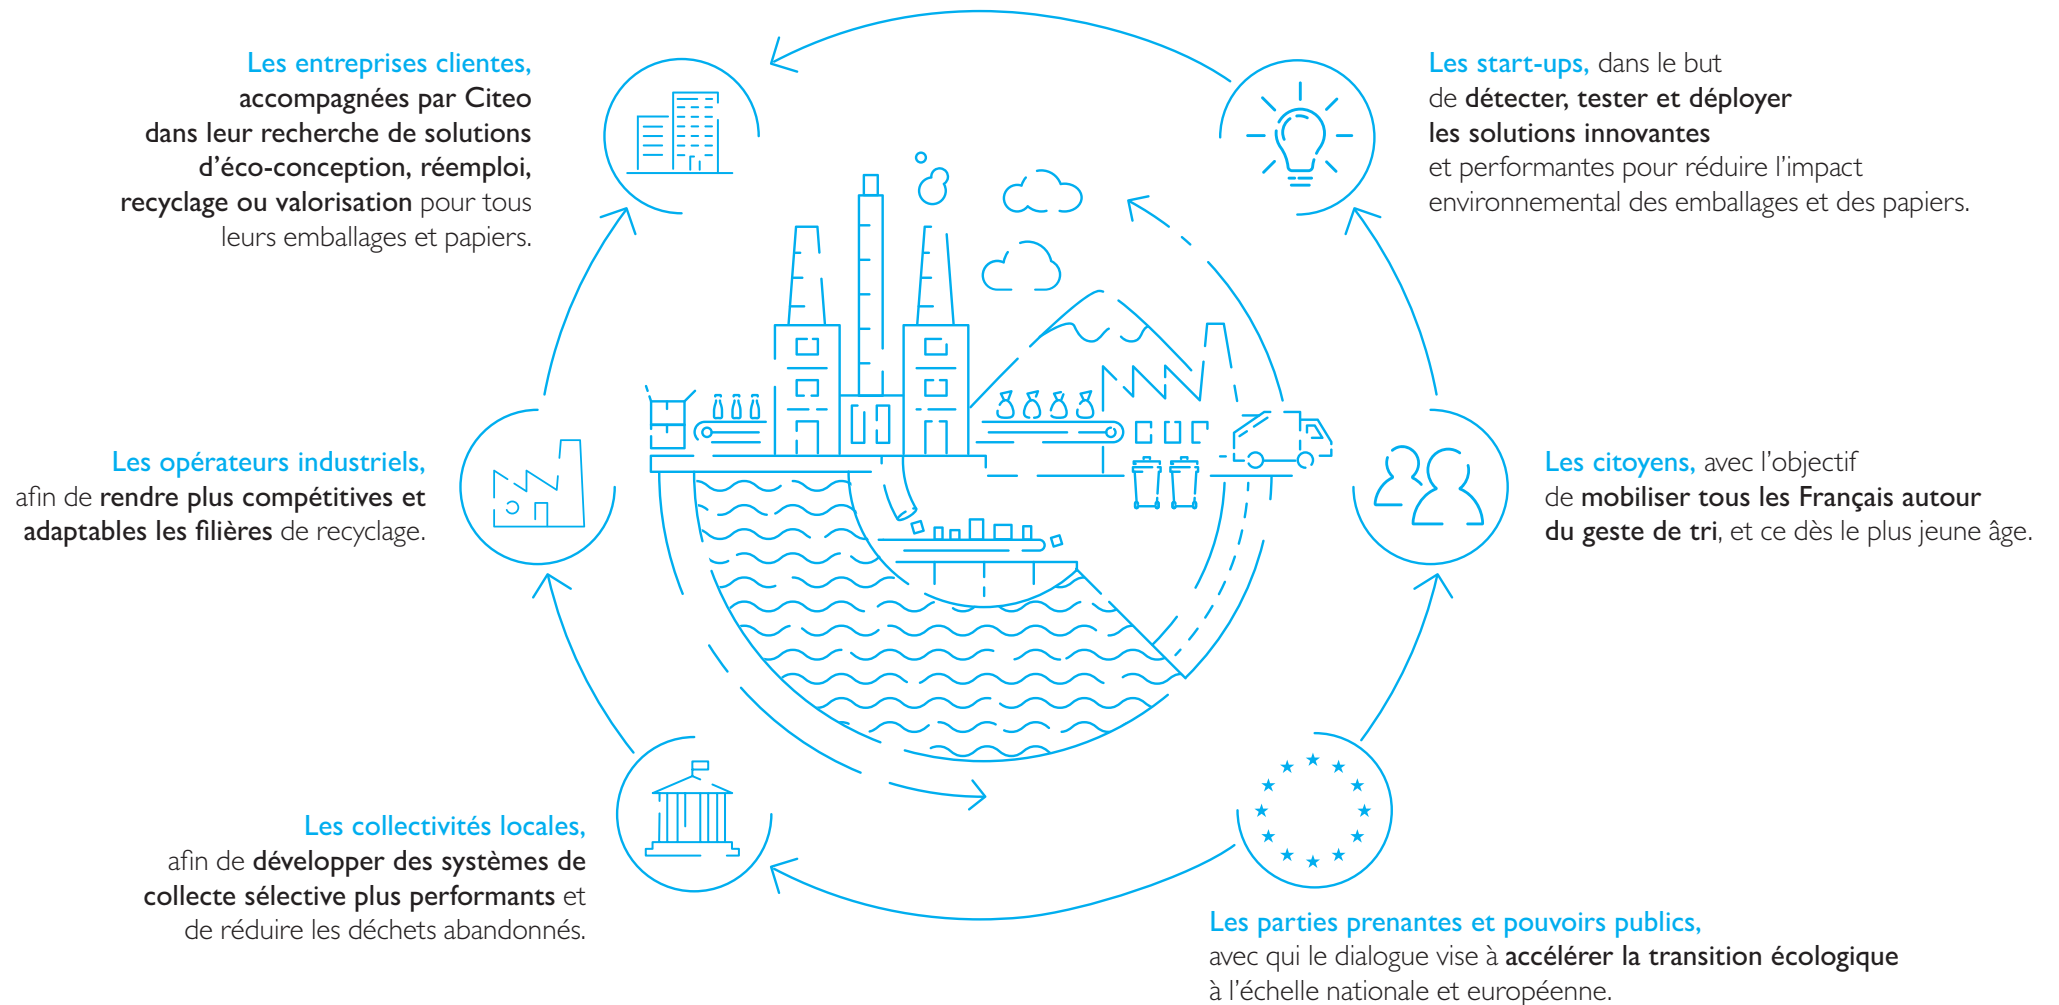 Les entreprises clientes,
accompagnées par Citeo
dans leur recherche de solutions
d’éco-conception, réemploi,
recyclage ou valorisation pour tous
leurs emballages et papiers.
Les start-ups, dans le but
de détecter, tester et déployer
les solutions innovantes
et performantes pour réduire l’impact
environnemental des emballages et des papiers.
Les opérateurs industriels,
afin de rendre plus compétitives et
adaptables les filières de recyclage.
Les citoyens, avec l’objectif
de mobiliser tous les Français autour
du geste de tri, et ce dès le plus jeune âge.
Les collectivités locales,
afin de développer des systèmes de
collecte sélective plus performants et
de réduire les déchets abandonnés.
Les parties prenantes et pouvoirs publics,
avec qui le dialogue vise à accélérer la transition écologique
à l’échelle nationale et européenne.